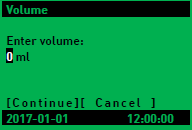 Volume
Enter volume:
0 ml
[Continue][ Cancel ]
2017-01-01 12:00:00